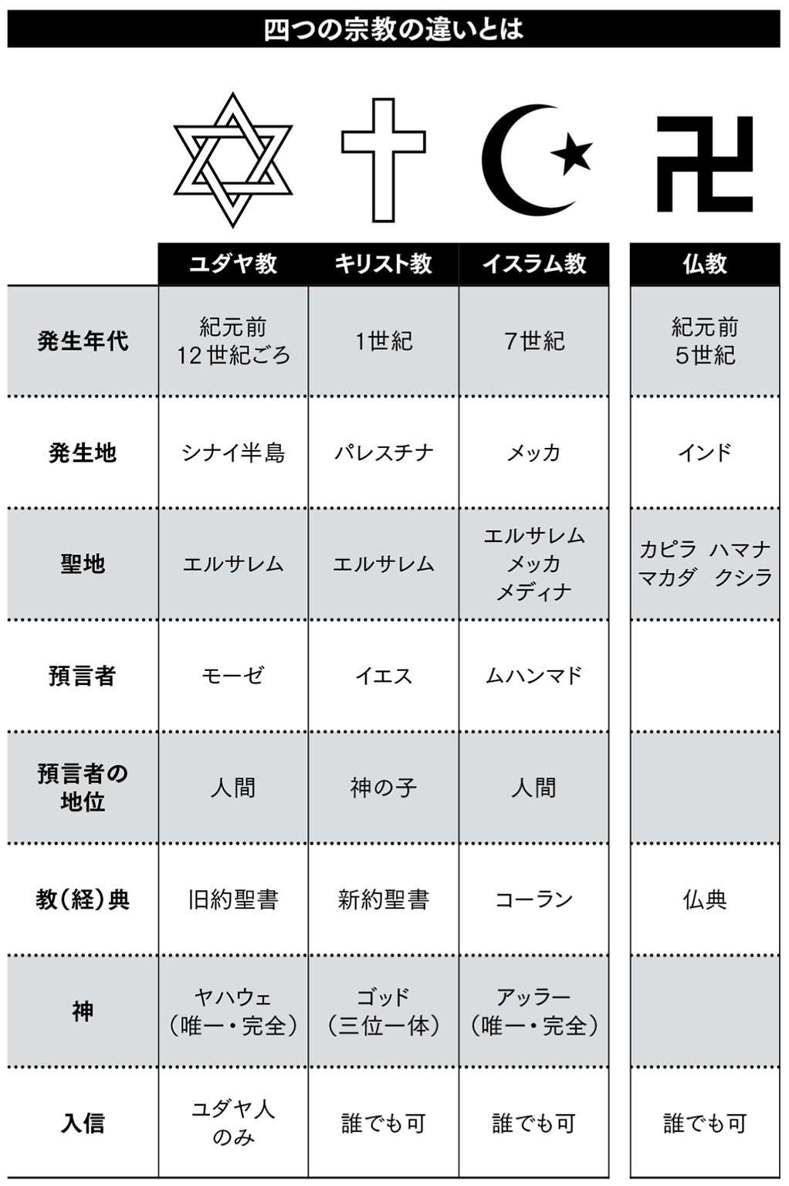 四つの宗教の違いとは
ユダヤ教 キリスト教 イスラム教 仏教
発生年代
紀元前
12世紀ごろ
1世紀
7世紀
紀元前
5世紀
発生地
シナイ半島
パレスチナ
メッカ
インド
聖地
エルサレム
エルサレム
エルサレム
メッカ
メディナ
カピラ ハマナ
マカダ クシラ
預言者
モーゼ
イエス
ムハンマド
預言者の
地位
人間
神の子
人間
教(経)典
旧約聖書
新約聖書
コーラン
仏典
神
ヤハウェ
(唯一・完全)
ゴッド
(三位一体)
アッラー
(唯一・完全)
入信
ユダヤ人
のみ
誰でも可
誰でも可
誰でも可